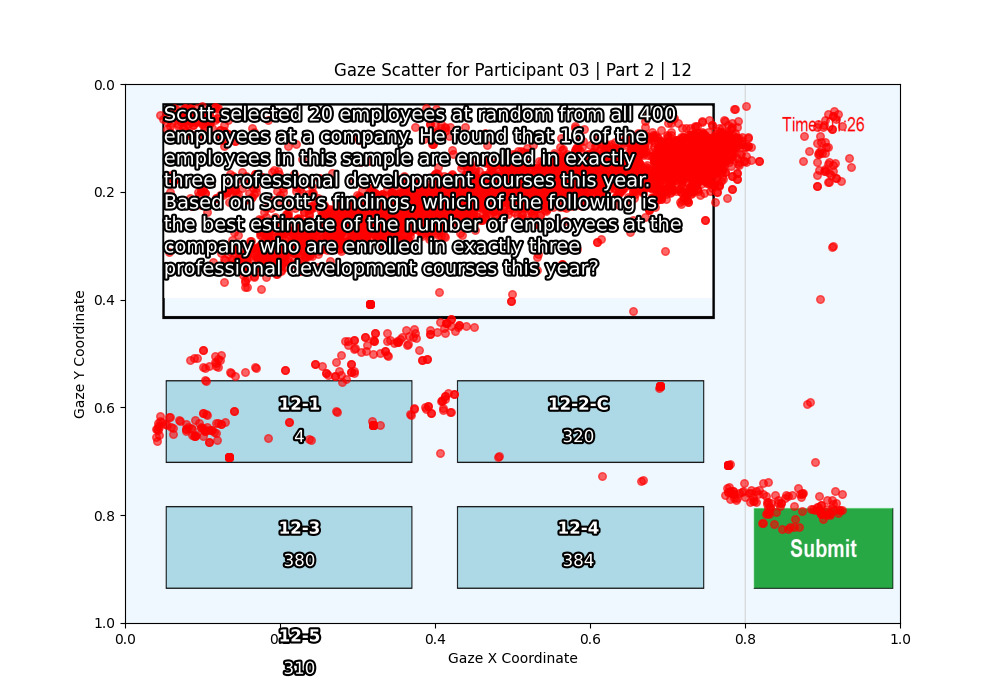 Gaze Scatter for Participant 03 | Part 2 | 12
Scott selected 20 employees at random from all 400
employees at a company. He found that 16 of the
employees in this sample are enrolled in exactly
three professional development courses this year.
Based on Scott's findings, which of the following is
the best estimate of the number of employees at the
company who are enrolled in exactly three
professional development courses this year?
26
12-1
4
12-2-C
320
12-3
380
12-4
384
Submit
12-5
310
0.0
0.2
0.4
0.6
0.8
1.0
Gaze Y Coordinate
0.0
0.4
0.6
0.8
1.0
Gaze X Coordinate